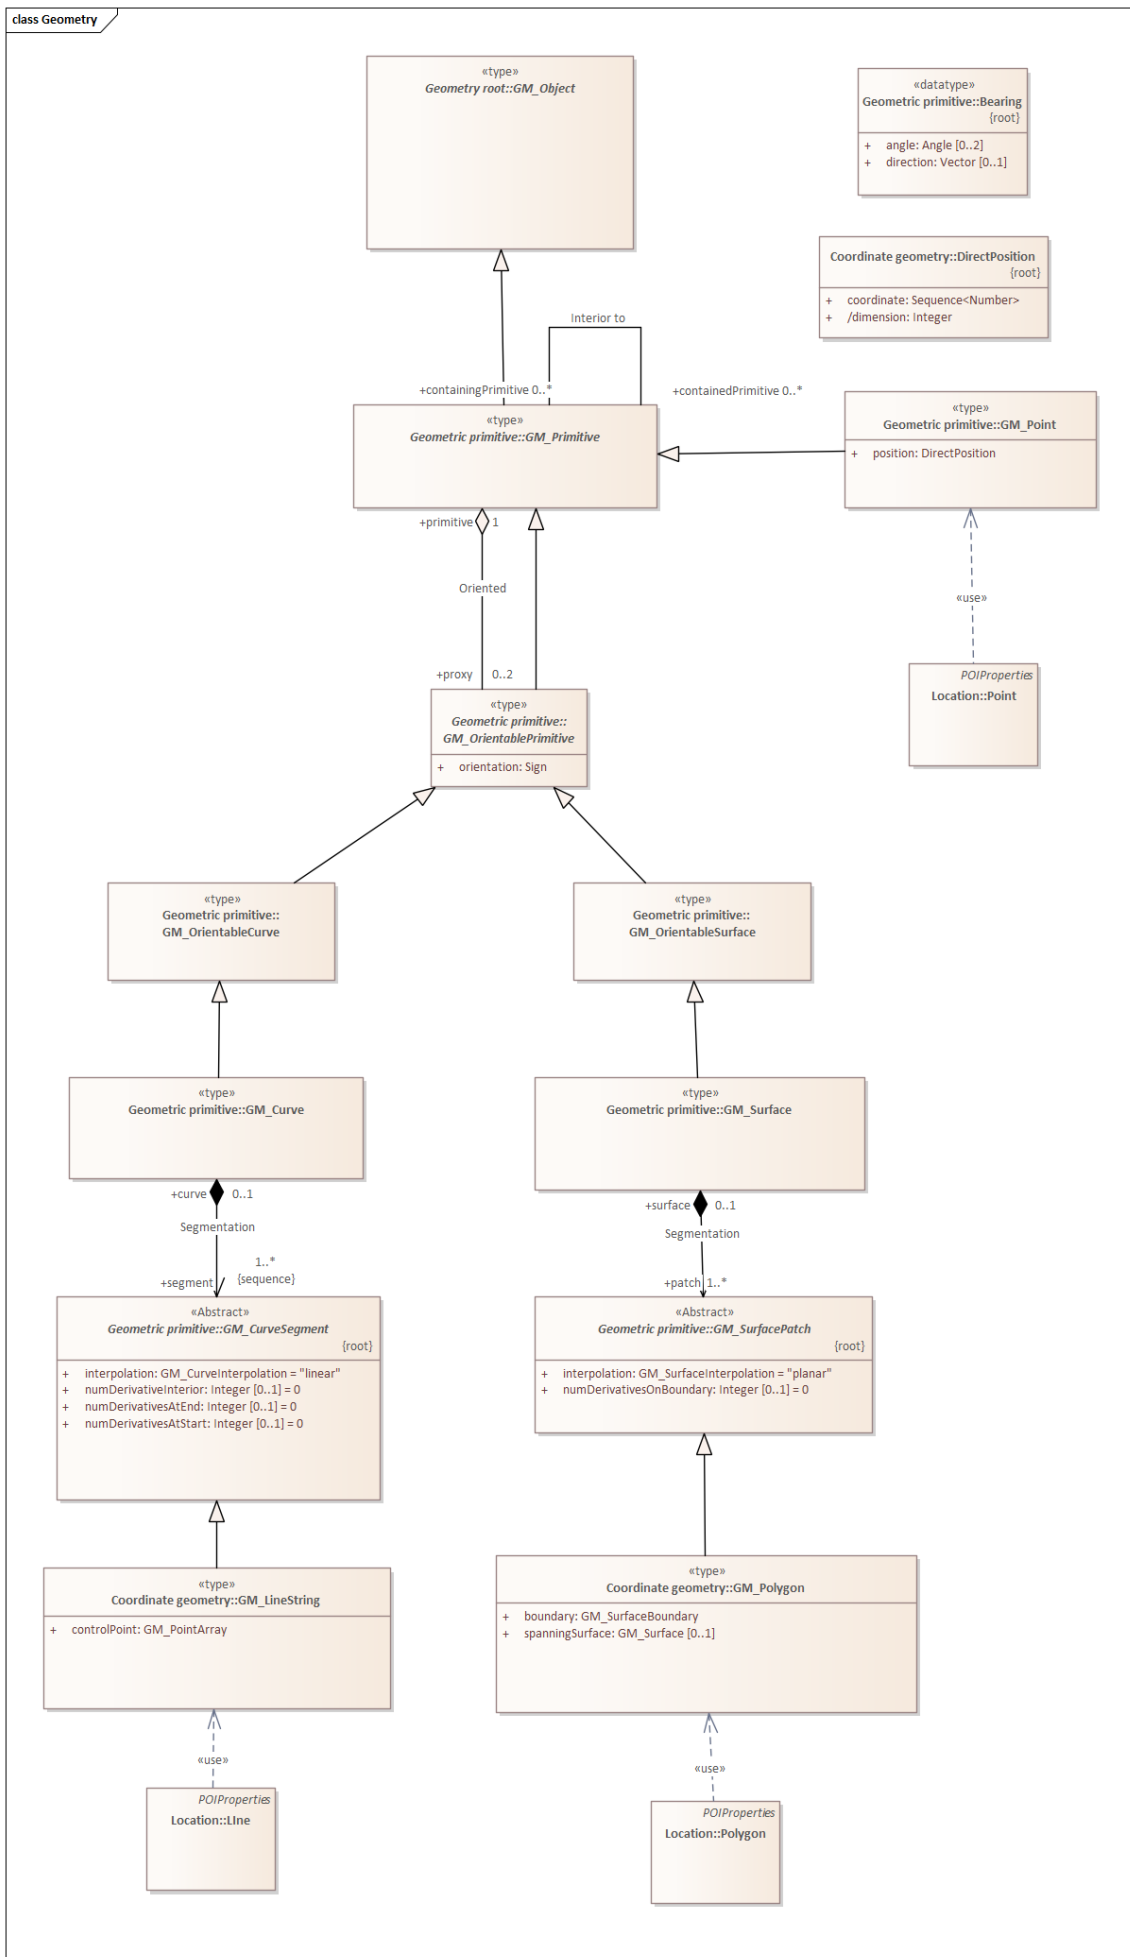 class Geometry
«type»
Geometry root::GM_Object
«datatype»
Geometric primitive::Bearing
{root}
+ angle: Angle [0..2]
+ direction: Vector [0..1]
Coordinate geometry::DirectPosition
{root}
+ coordinate: Sequence<Number>
+ /dimension: Integer
Interior to
+containingPrimitive 0..*
+containedPrimitive 0..*
«type»
Geometric primitive::GM_Primitive
«type»
Geometric primitive::GM_Point
+ position: DirectPosition
+primitive 1
Oriented
+proxy 0..2
«use»
POIProperties
Location::Point
«type»
Geometric primitive::
GM_OrientablePrimitive
+ orientation: Sign
«type»
Geometric primitive::
GM_OrientableCurve
«type»
Geometric primitive::
GM_OrientableSurface
«type»
Geometric primitive::GM_Curve
«type»
Geometric primitive::GM_Surface
+curve 0..1
Segmentation
1..*
+segment {sequence}
+surface 0..1
Segmentation
+patch 1..*
«Abstract»
Geometric primitive::GM_CurveSegment
{root}
+ interpolation: GM_CurveInterpolation = "linear"
+ numDerivativeInterior: Integer [0..1] = 0
+ numDerivativesAtEnd: Integer [0..1] = 0
+ numDerivativesAtStart: Integer [0..1] = 0
«Abstract»
Geometric primitive::GM_SurfacePatch
{root}
+ interpolation: GM_SurfaceInterpolation = "planar"
+ numDerivativesOnBoundary: Integer [0..1] = 0
«type»
Coordinate geometry::GM_LineString
+ controlPoint: GM_PointArray
«type»
Coordinate geometry::GM_Polygon
+ boundary: GM_SurfaceBoundary
+ spanningSurface: GM_Surface [0..1]
«use»
POIProperties
Location::LIne
«use»
POIProperties
Location::Polygon